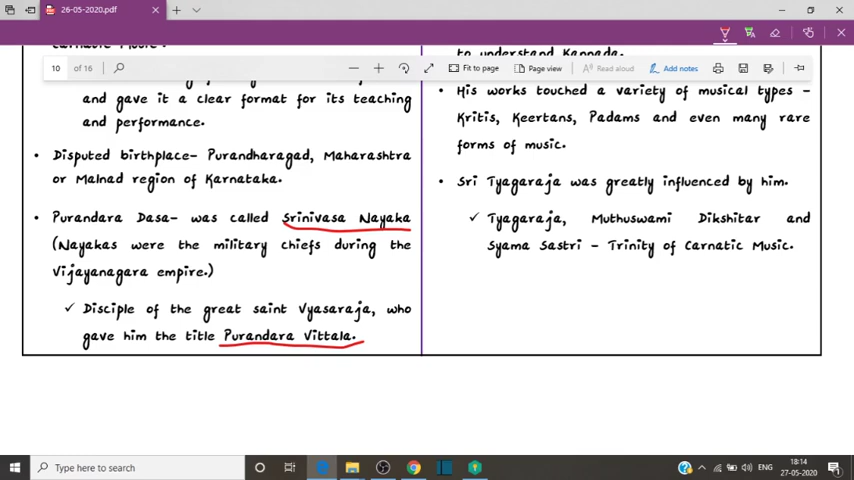 26-05-2020.pdf
10 of 16
Fit to page
Page view
Read aloud
Add notes
and gave it a clear format for its teaching
and performance.
• Disputed birthplace- Purandharagad, Maharashtra
or Malnad region of Karnataka.
• Purandara Dasa- was called Srinivasa Nayaka
(Nayakas were the military chiefs during the
Vijayanagara empire.)
✓ Disciple of the great saint Vyasaraja, who
gave him the title Purandara Vittala.
to understand Kannada.
• His works touched a variety of musical types -
Kritis, Keertans, Padams and even many rare
forms of music.
• Sri Tyagaraja was greatly influenced by him.
✓ Tyagaraja, Muthuswami Dikshitar and
Syama Sastri - Trinity of Carnatic Music.
Type here to search
ENG
18:14
27-05-2020